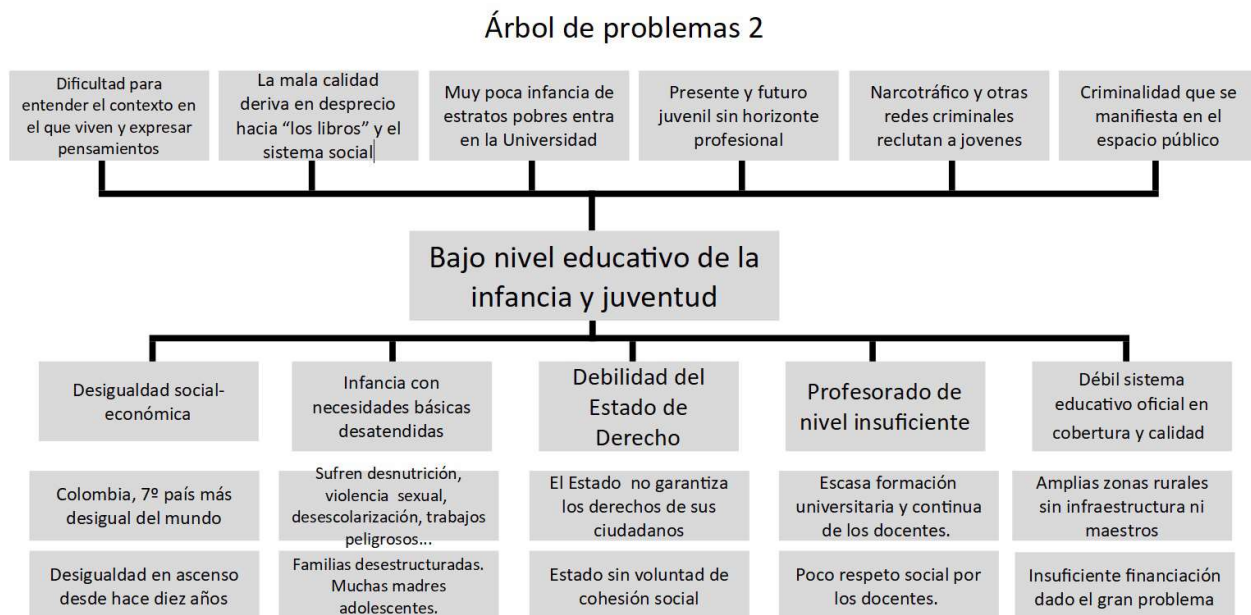 Árbol de problemas 2
Dificultad para
entender el contexto en
el que viven y expresar
pensamientos
La mala calidad
deriva en desprecio
hacia “los libros” y el
sistema social
Muy poca infancia de
estratos pobres entra
en la Universidad
Presente y futuro
juvenil sin horizonte
profesional
Narcotráfico y otras
redes criminales
reclutan a jovenes
Criminalidad que se
manifiesta en el
espacio público
Bajo nivel educativo de la
infancia y juventud
Desigualdad social-
económica
Infancia con
necesidades básicas
desatendidas
Debilidad del
Estado de
Derecho
Profesorado de
nivel insuficiente
Débil sistema
educativo oficial en
cobertura y calidad
Colombia, 7º país más
desigual del mundo
Sufren desnutrición,
violencia sexual,
desescolarización, trabajos
peligrosos...
El Estado no garantiza
los derechos de sus
ciudadanos
Escasa formación
universitaria y continua
de los docentes.
Amplias zonas rurales
sin infraestructura ni
maestros
Desigualdad en ascenso
desde hace diez años
Familias desestructuradas.
Muchas madres
adolescentes.
Estado sin voluntad de
cohesión social
Poco respeto social por
los docentes.
Insuficiente financiación
dado el gran problema